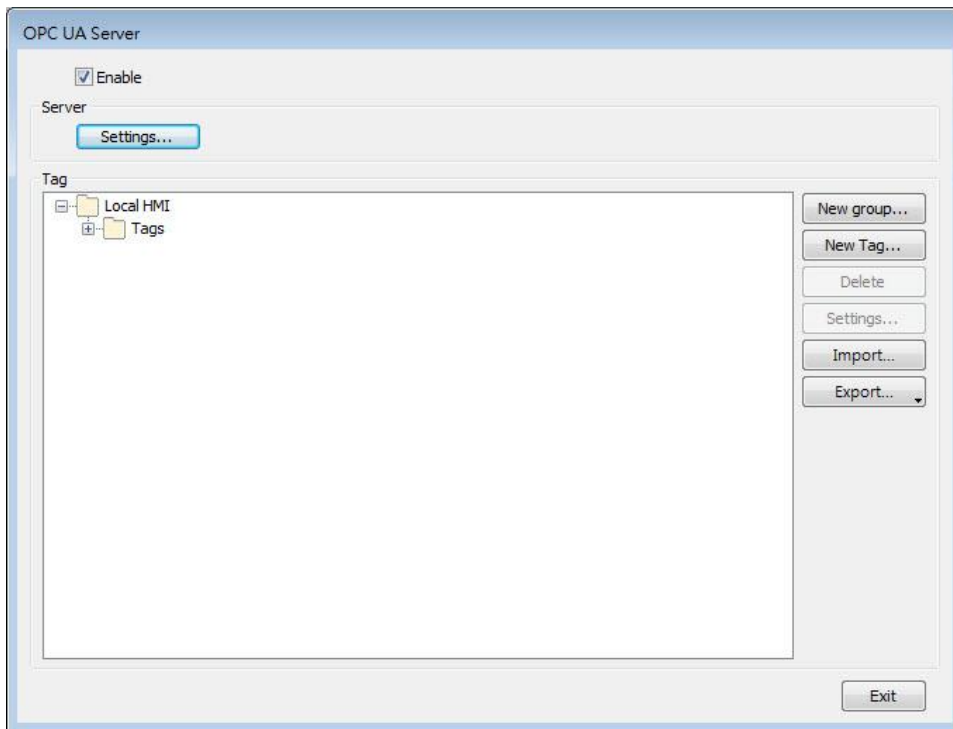 OPC UA Server
Enable
Server
Settings...
Tag
Local HMI
Tags
New group...
New Tag...
Delete
Settings...
Import...
Export...
Exit